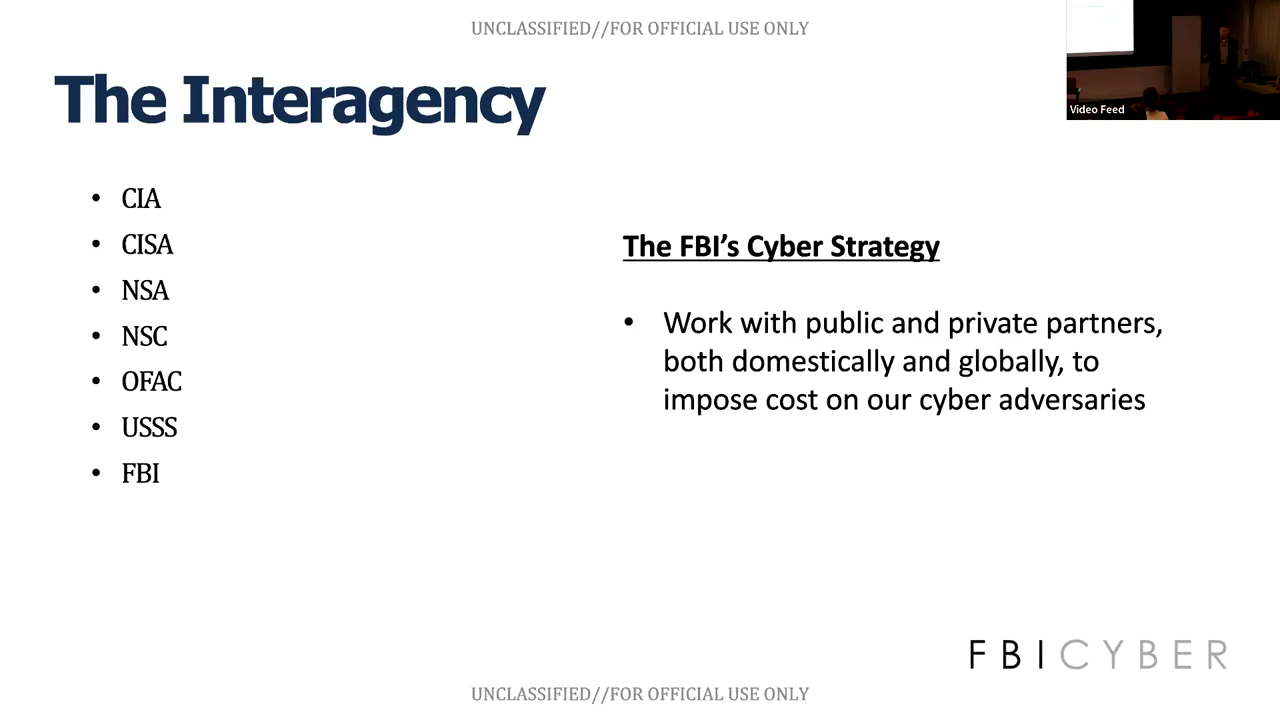 UNCLASSIFIED//FOR OFFICIAL USE ONLY
Video Feed
The Interagency
• CIA
• CISA
• NSA
• NSC
• OFAC
• USSS
• FBI
The FBI’s Cyber Strategy
• Work with public and private partners,
both domestically and globally, to
impose cost on our cyber adversaries
FBICYBER
UNCLASSIFIED//FOR OFFICIAL USE ONLY